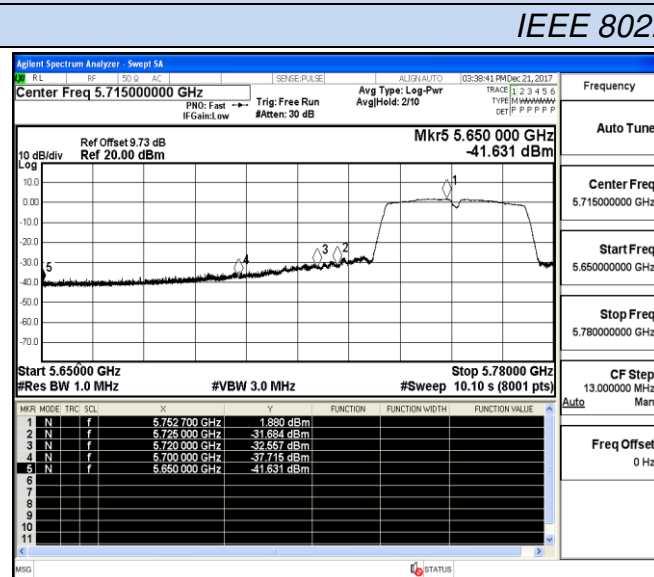 IEEE 802.
Agilent Spectrum Analyzer - Swept SA
LXI RL RF 50 Ω AC SENSE:PULSE ALIGN AUTO 03:38:41 PM Dec 21, 2017
Center Freq 5.715000000 GHz
PNO: Fast
IFGain:Low
Trig: Free Run
#Atten: 30 dB
Avg Type: Log-Pwr
Avg|Hold: 2/10
TRACE 1 2 3 4 5 6
TYPE M WWWWW
DET P P P P P P
Ref Offset 9.73 dB
10 dB/div Ref 20.00 dBm
Log
Mkr5 5.650 000 GHz
-41.631 dBm
10.0
0.00
-10.0
-20.0
-30.0
-40.0
-50.0
-60.0
-70.0
1
2
3
4
5
Start 5.65000 GHz Stop 5.78000 GHz
#Res BW 1.0 MHz #VBW 3.0 MHz #Sweep 10.10 s (8001 pts)
MKR MODE TRC SCL X Y FUNCTION FUNCTION WIDTH FUNCTION VALUE
1 N f 5.752 700 GHz 1.880 dBm
2 N f 5.725 000 GHz -31.684 dBm
3 N f 5.720 000 GHz -32.557 dBm
4 N f 5.700 000 GHz -37.715 dBm
5 N f 5.650 000 GHz -41.631 dBm
6
7
8
9
10
11
MSG STATUS
Frequency
Auto Tune
Center Freq
5.715000000 GHz
Start Freq
5.650000000 GHz
Stop Freq
5.780000000 GHz
CF Step
13.000000 MHz
Auto Man
Freq Offset
0 Hz